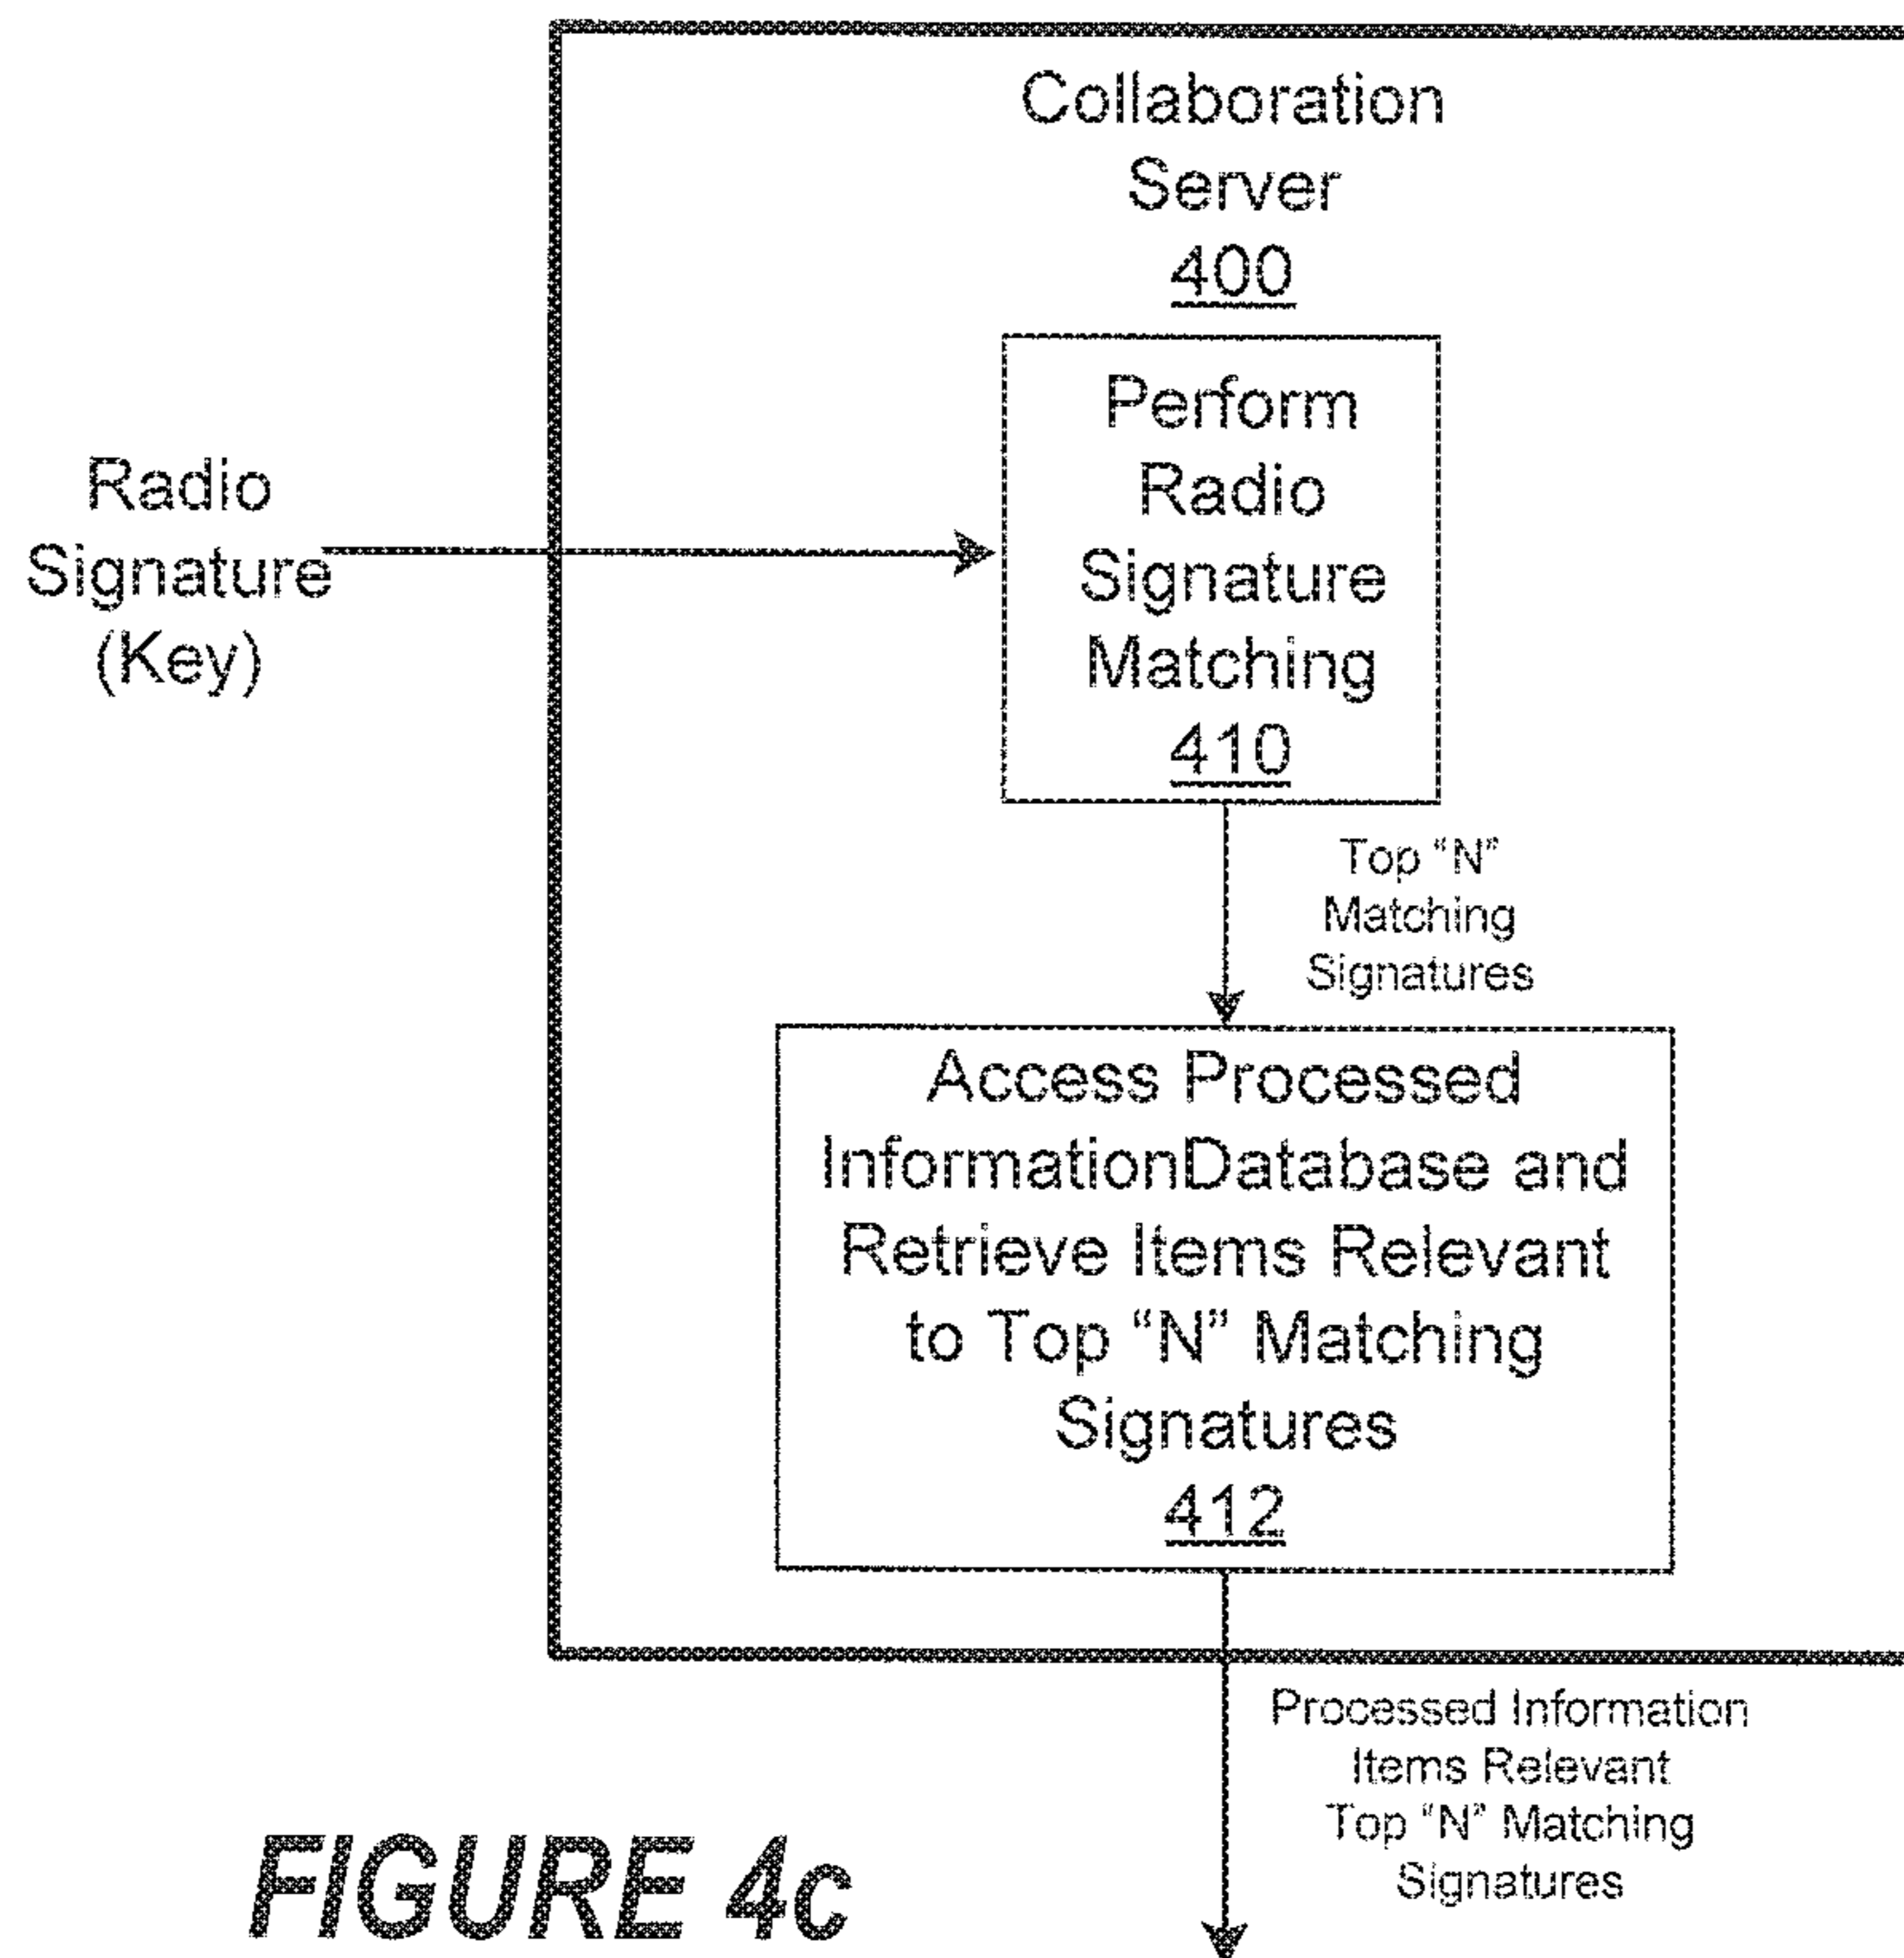 Collaboration
Server
400
Radio
Signature
(Key)
Perform
Radio
Signature
Matching
410
Top “N”
Matching
Signatures
Access Processed
InformationDatabase and
Retrieve Items Relevant
to Top “N” Matching
Signatures
412
Processed Information
Items Relevant
Top “N” Matching
Signatures
FIGURE 4c